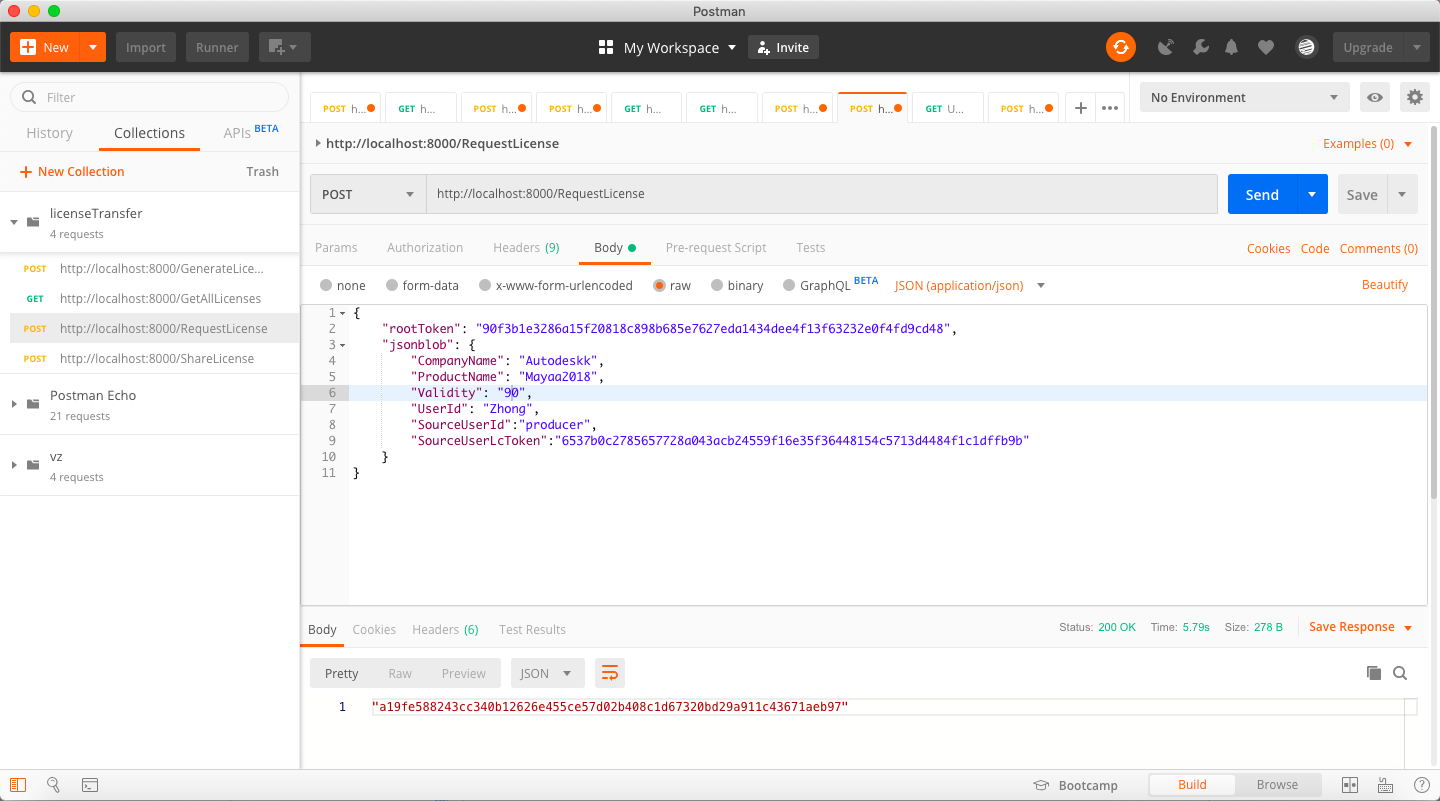 Postman
New
Import
Runner
My Workspace
Invite
Upgrade
Filter
History
Collections
APIs BETA
New Collection
Trash
licenseTransfer
4 requests
POST http://localhost:8000/GenerateLice...
GET http://localhost:8000/GetAllLicenses
POST http://localhost:8000/RequestLicense
POST http://localhost:8000/ShareLicense
Postman Echo
21 requests
vz
4 requests
POST h... GET h... POST h... POST h... GET h... GET h... POST h... POST h... GET U... POST h...
No Environment
http://localhost:8000/RequestLicense
Examples (0)
POST http://localhost:8000/RequestLicense Send Save
Params Authorization Headers (9) Body Pre-request Script Tests
Cookies Code Comments (0)
none form-data x-www-form-urlencoded raw binary GraphQL BETA JSON (application/json)
Beautify
1 {
2 "rootToken": "90f3b1e3286a15f20818c898b685e7627eda1434dee4f13f63232e0f4fd9cd48",
3 "jsonblob": {
4 "CompanyName": "Autodeskk",
5 "ProductName": "Mayaa2018",
6 "Validity": "90",
7 "UserId": "Zhong",
8 "SourceUserId":"producer",
9 "SourceUserLcToken":"6537b0c2785657728a043acb24559f16e35f36448154c5713d4484f1c1dffb9b"
10 }
11 }
Body Cookies Headers (6) Test Results
Status: 200 OK Time: 5.79s Size: 278 B Save Response
Pretty Raw Preview JSON
1 "a19fe588243cc340b12626e455ce57d02b408c1d67320bd29a911c43671aeb97"
Bootcamp Build Browse